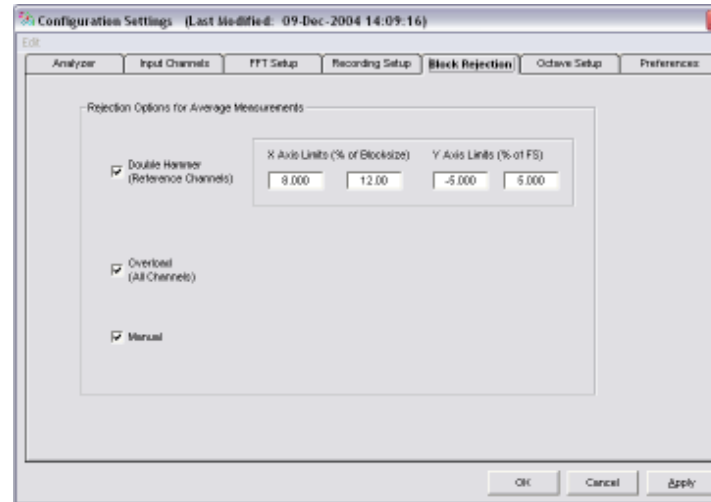 Configuration Settings (Last Modified: 09-Dec-2004 14:09:16)
Edit
Analyzer Input Channels FFT Setup Recording Setup Block Rejection Octave Setup Preferences
Rejection Options for Average Measurements
Double Hammer
(Reference Channels)
X Axis Limits (% of Blocksize) Y Axis Limits (% of FS)
8.000 12.00 -5.000 5.000
Overload
(All Channels)
Manual
OK Cancel Apply